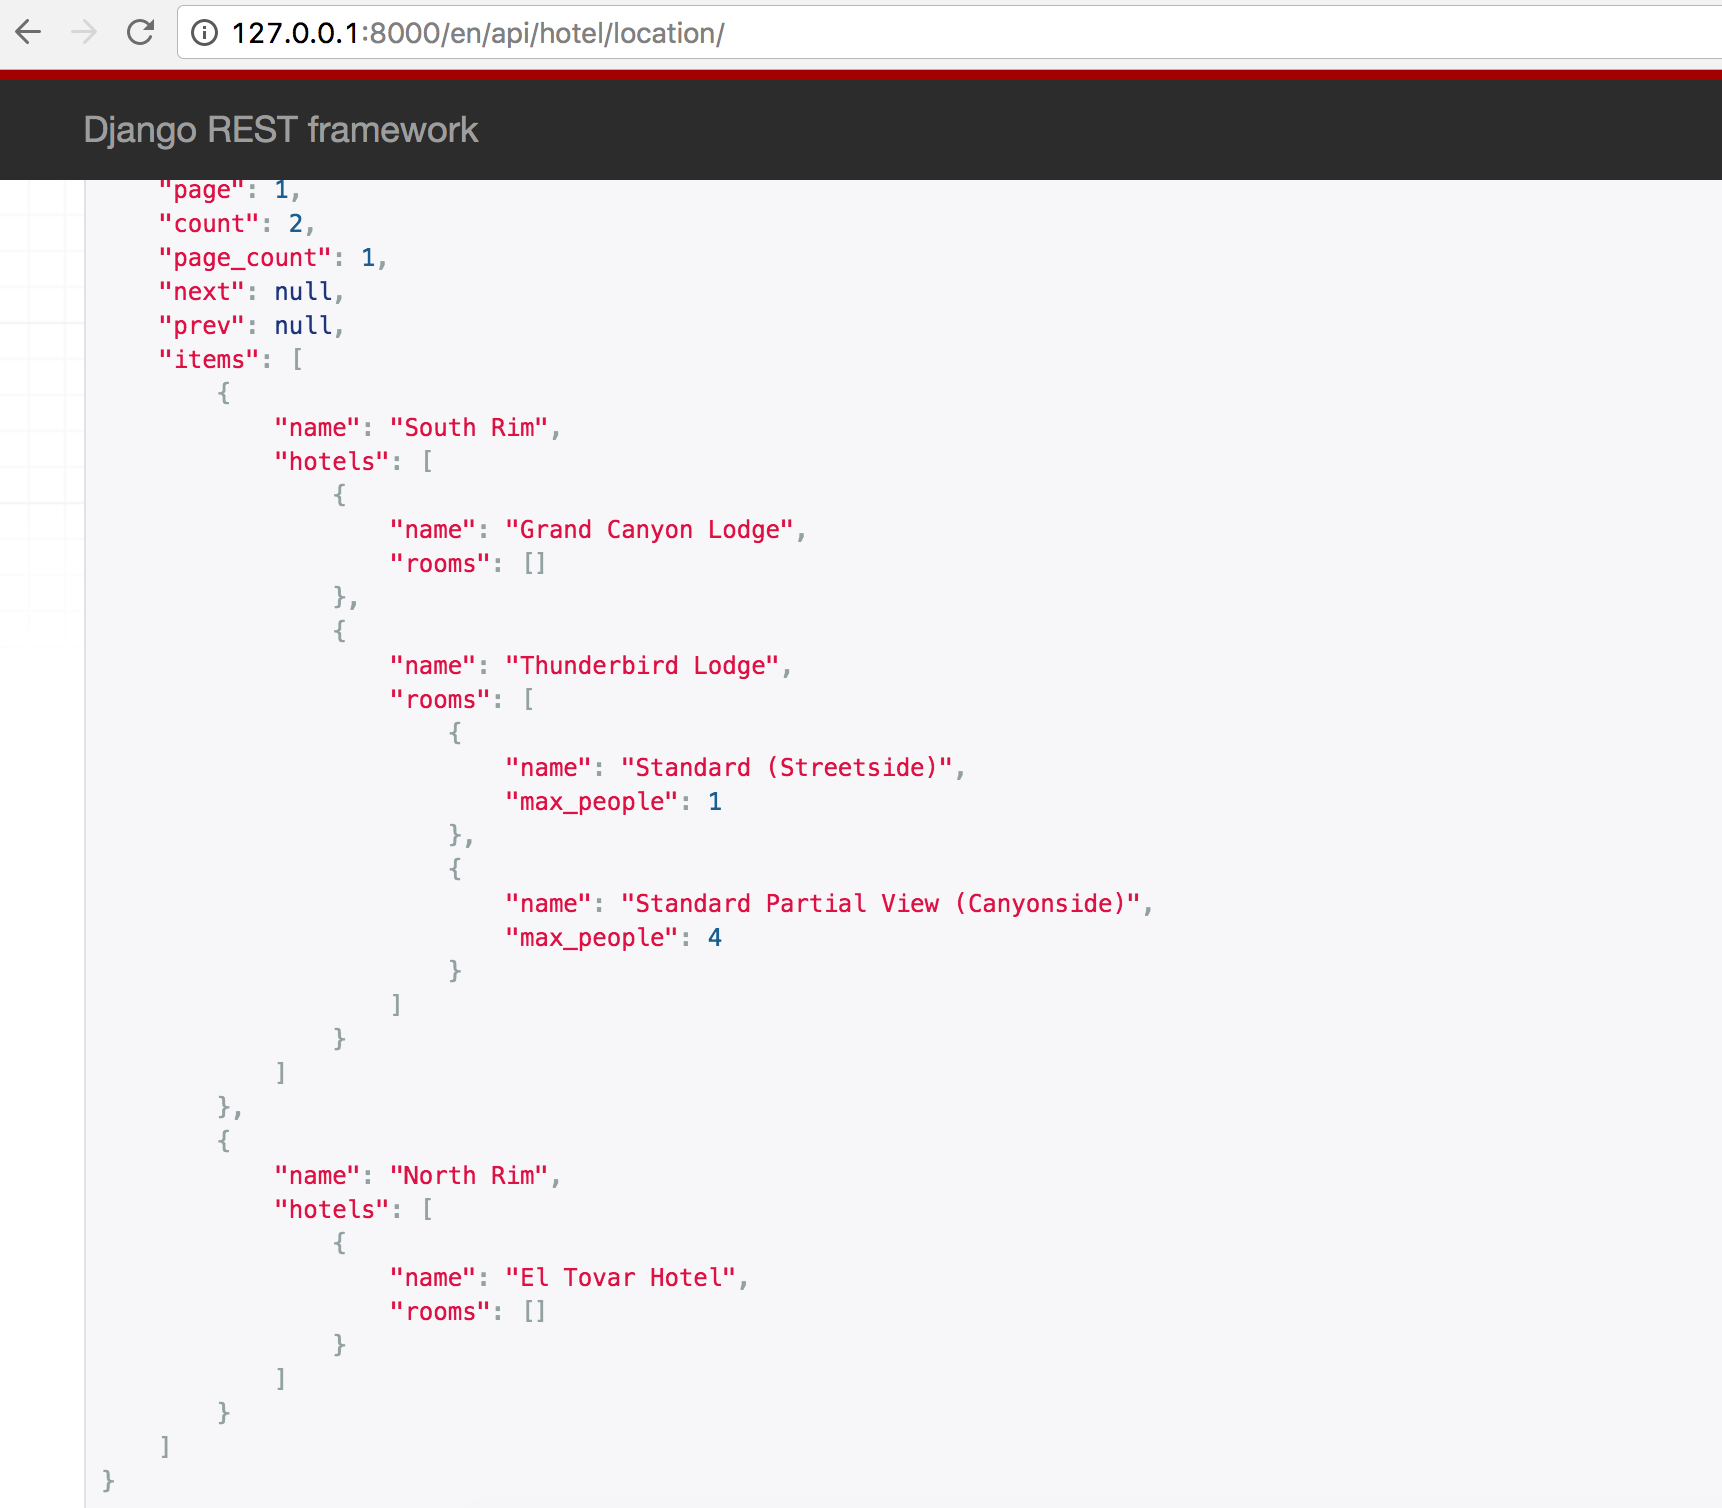 127.0.0.1:8000/en/api/hotel/location/
Django REST framework
"page": 1,
"count": 2,
"page_count": 1,
"next": null,
"prev": null,
"items": [
{
"name": "South Rim",
"hotels": [
{
"name": "Grand Canyon Lodge",
"rooms": []
},
{
"name": "Thunderbird Lodge",
"rooms": [
{
"name": "Standard (Streetside)",
"max_people": 1
},
{
"name": "Standard Partial View (Canyonside)",
"max_people": 4
}
]
}
]
},
{
"name": "North Rim",
"hotels": [
{
"name": "El Tovar Hotel",
"rooms": []
}
]
}
]
}